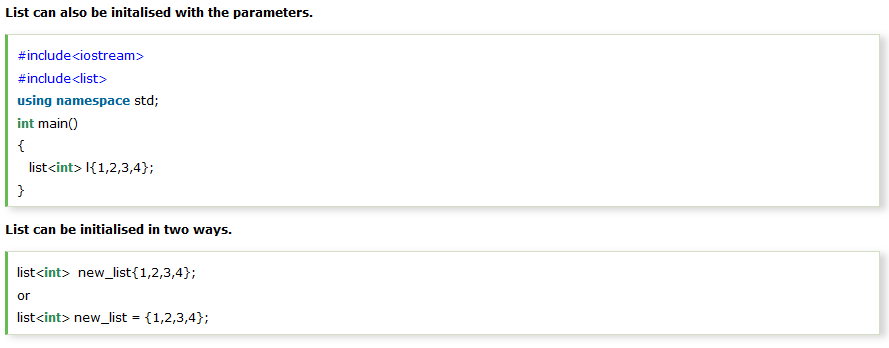 List can also be initalised with the parameters.
#include<iostream>
#include<list>
using namespace std;
int main()
{
list<int> l{1,2,3,4};
}
List can be initialised in two ways.
list<int>  new_list{1,2,3,4};
or
list<int> new_list = {1,2,3,4};